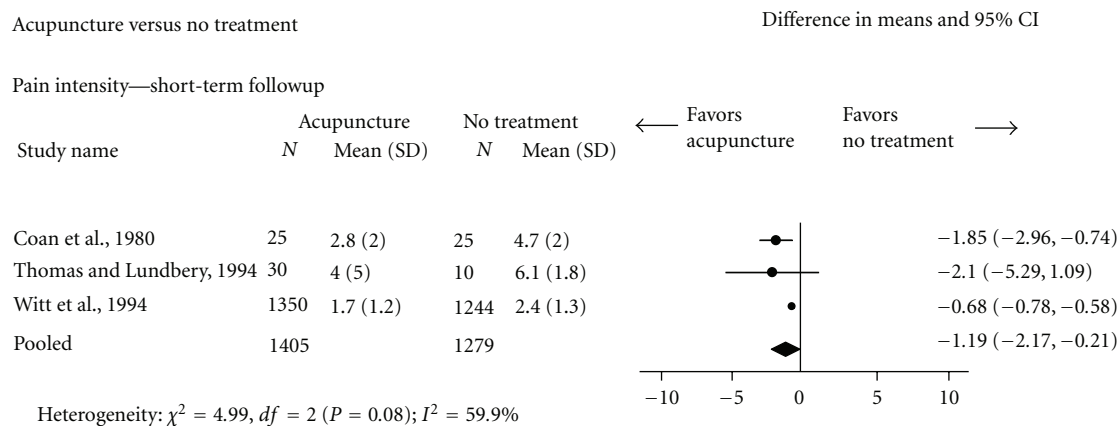 Acupuncture versus no treatment
Difference in means and 95% CI
Pain intensity—short-term followup
Acupuncture No treatment
Favors acupuncture
Favors no treatment
Study name N Mean (SD) N Mean (SD)
Coan et al., 1980 25 2.8 (2) 25 4.7 (2) −1.85 (−2.96, −0.74)
Thomas and Lundbery, 1994 30 4 (5) 10 6.1 (1.8) −2.1 (−5.29, 1.09)
Witt et al., 1994 1350 1.7 (1.2) 1244 2.4 (1.3) −0.68 (−0.78, −0.58)
Pooled 1405 1279 −1.19 (−2.17, −0.21)
−10 −5 0 5 10
Heterogeneity: χ² = 4.99, df = 2 (P = 0.08); I² = 59.9%